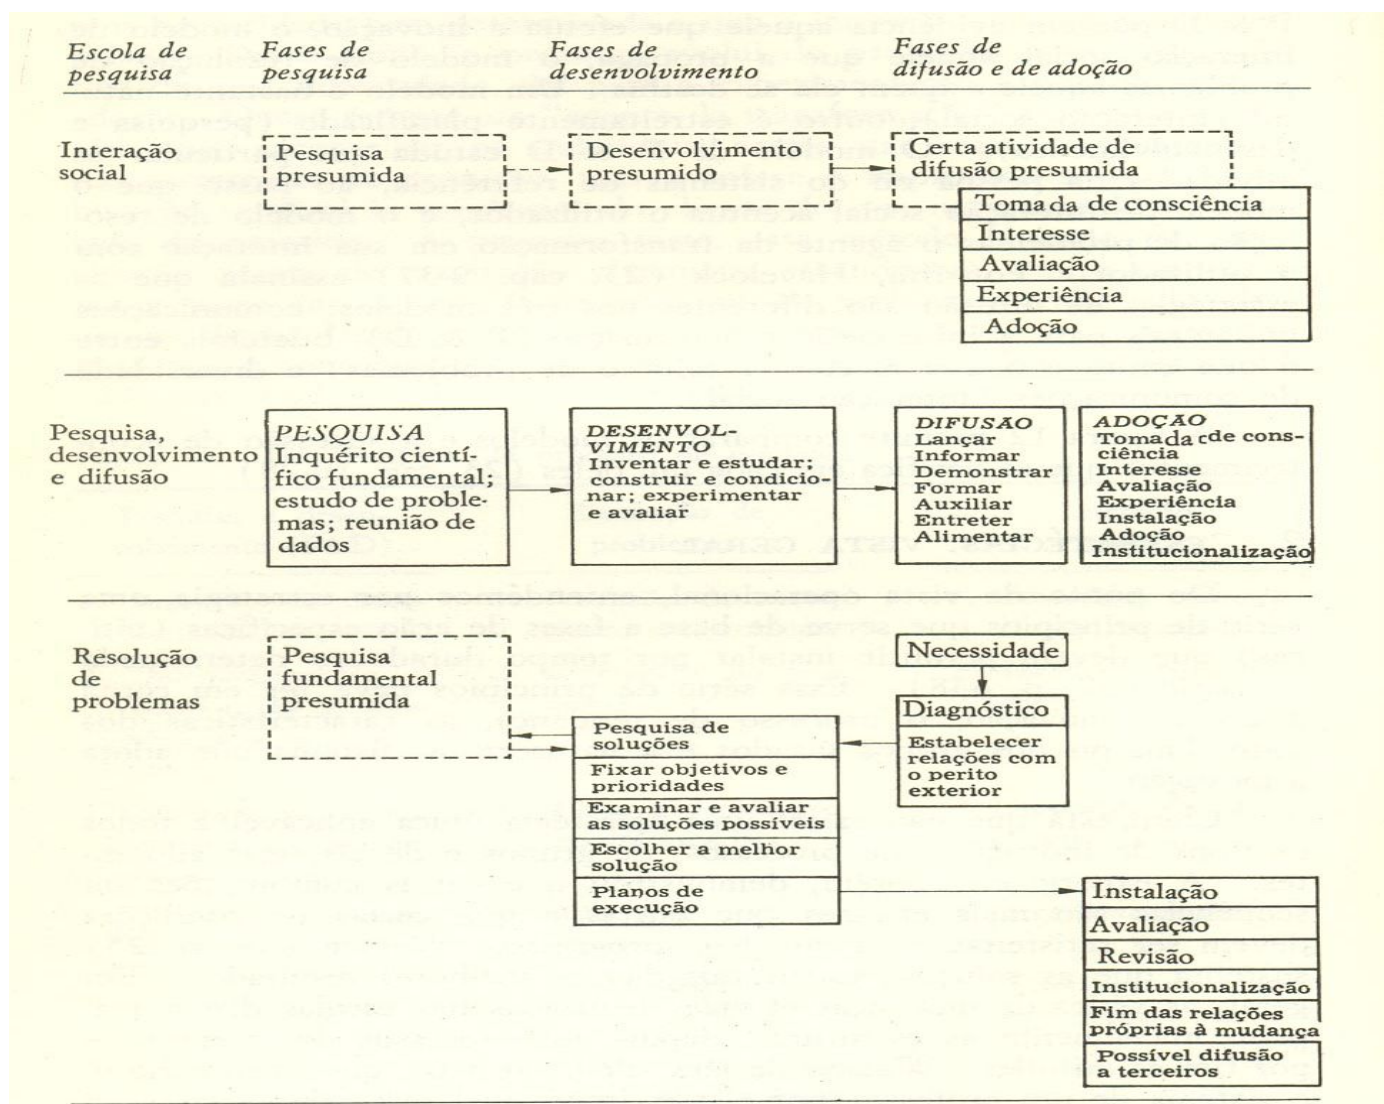 Escola de
pesquisa
Fases de
pesquisa
Fases de
desenvolvimento
Fases de
difusão e de adoção
Interação
social
Pesquisa
presumida
Desenvolvimento
presumido
Certa atividade de
difusão presumida
Tomada de consciência
Interesse
Avaliação
Experiência
Adoção
Pesquisa,
desenvolvimento
e difusão
PESQUISA
Inquérito cientí-
fico fundamental;
estudo de proble-
mas; reunião de
dados
DESENVOL-
VIMENTO
Inventar e estudar;
construir e condicio-
nar; experimentar
e avaliar
DIFUSAO
Lançar
Informar
Demonstrar
Formar
Auxiliar
Entreter
Alimentar
ADOÇÃO
Tomada cde cons-
ciência
Interesse
Avaliação
Experiência
Instalação
Adoção
Institucionalização
Resolução
de
problemas
Pesquisa
fundamental
presumida
Necessidade
Diagnóstico
Estabelecer
relações com
o perito
exterior
Pesquisa de
soluções
Fixar objetivos e
prioridades
Examinar e avaliar
as soluções possíveis
Escolher a melhor
solução
Planos de
execução
Instalação
Avaliação
Revisão
Institucionalização
Fim das relações
próprias à mudança
Possível difusão
a terceiros